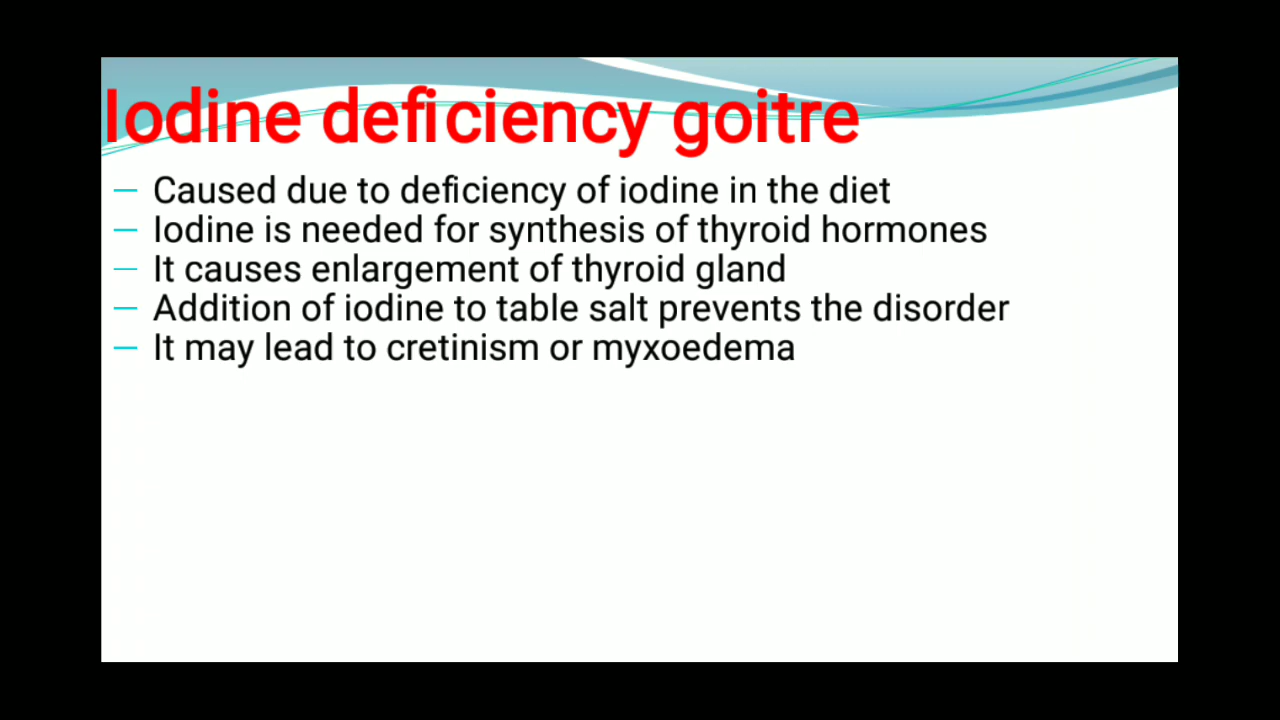 Iodine deficiency goitre
– Caused due to deficiency of iodine in the diet
– Iodine is needed for synthesis of thyroid hormones
– It causes enlargement of thyroid gland
– Addition of iodine to table salt prevents the disorder
– It may lead to cretinism or myxoedema